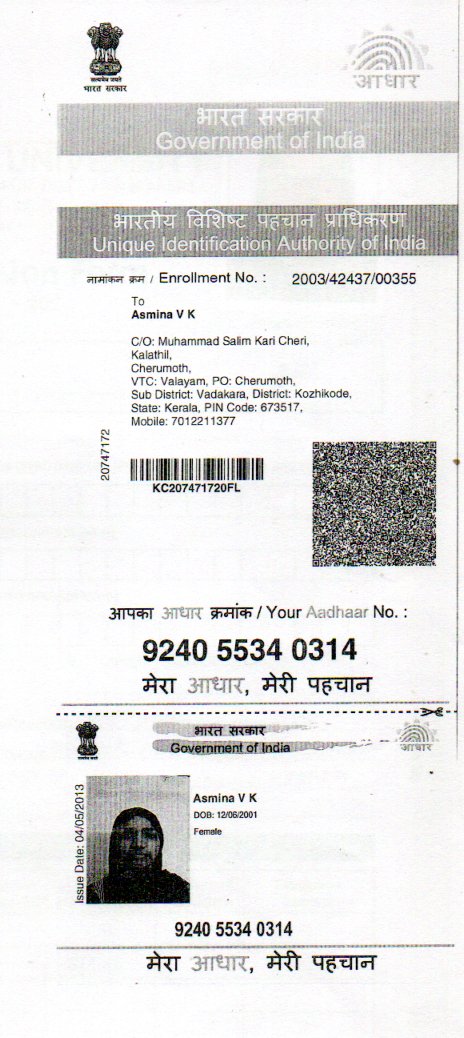 सत्यमेव जयते
भारत सरकार
आधार
भारत सरकार
Government of India
भारतीय विशिष्ट पहचान प्राधिकरण
Unique Identification Authority of India
नामांकन क्रम / Enrollment No. : 2003/42437/00355
To
Asmina V K
C/O: Muhammad Salim Kari Cheri,
Kalathil,
Cherumoth,
VTC: Valayam, PO: Cherumoth,
Sub District: Vadakara, District: Kozhikode,
State: Kerala, PIN Code: 673517,
Mobile: 7012211377
20747172
KC207471720FL
आपका आधार क्रमांक / Your Aadhaar No. :
9240 5534 0314
मेरा आधार, मेरी पहचान
सत्यमेव जयते
भारत सरकार
Government of India
आधार
Issue Date: 04/05/2013
Asmina V K
DOB: 12/06/2001
Female
9240 5534 0314
मेरा आधार, मेरी पहचान